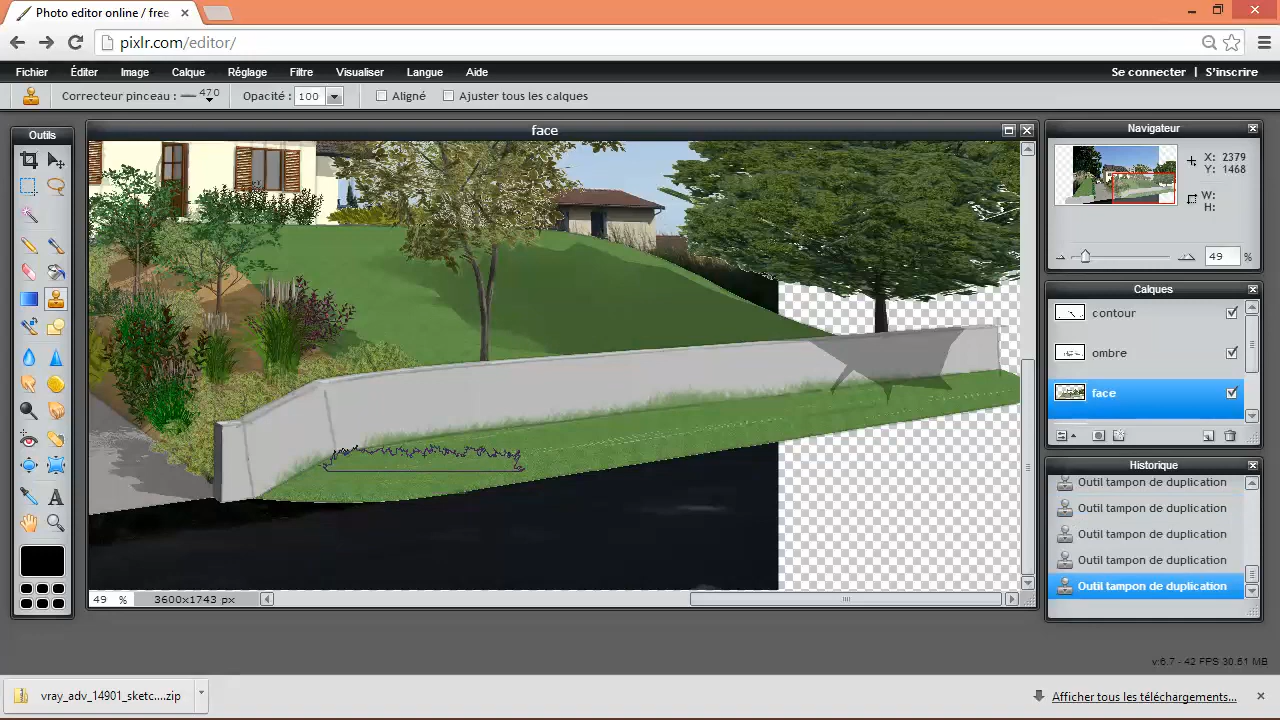 Photo editor online / free
pixlr.com/editor/
Fichier Éditer Image Calque Réglage Filtre Visualiser Langue Aide Se connecter | S'inscrire
Correcteur pinceau : 470 Opacité : 100 Aligné Ajuster tous les calques
Outils
face
Navigateur
X: 2379
Y: 1468
W:
H:
49 %
Calques
contour
ombre
face
Historique
Outil tampon de duplication
Outil tampon de duplication
Outil tampon de duplication
Outil tampon de duplication
Outil tampon de duplication
49 % 3600x1743 px
v:6.7 - 42 FPS 30.61 MB
vray_adv_14901_sketc....zip
Afficher tous les téléchargements...